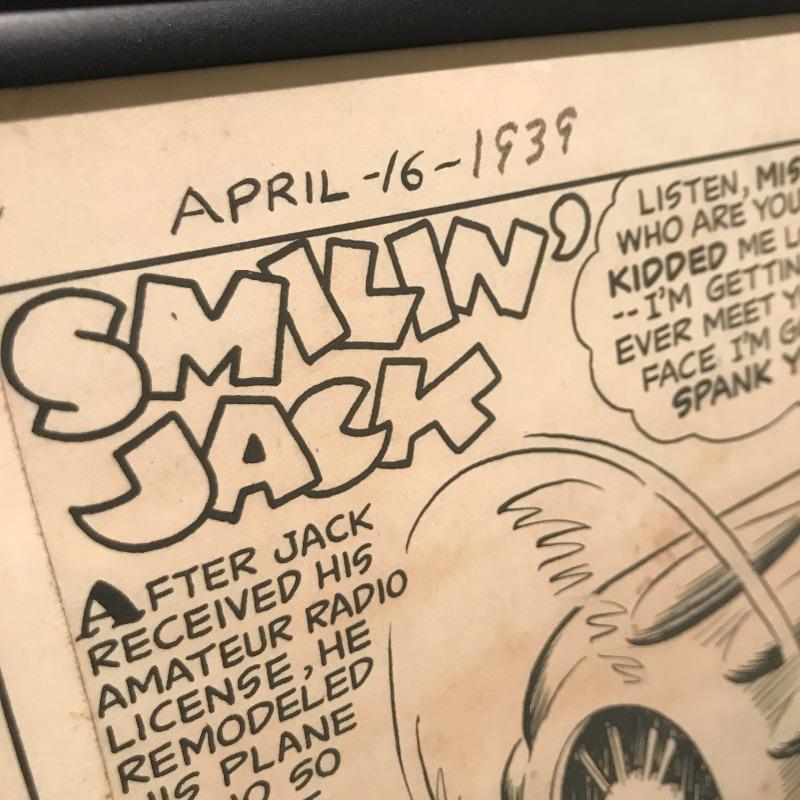 APRIL-16-1939
SMILIN'
JACK
LISTEN, MIS
WHO ARE YOU
KIDDED ME
--I'M GETTIN
EVER MEET Y
FACE I'M G
SPANK Y
AFTER JACK
RECEIVED HIS
AMATEUR RADIO
LICENSE, HE
REMODELED
HIS PLANE
SO